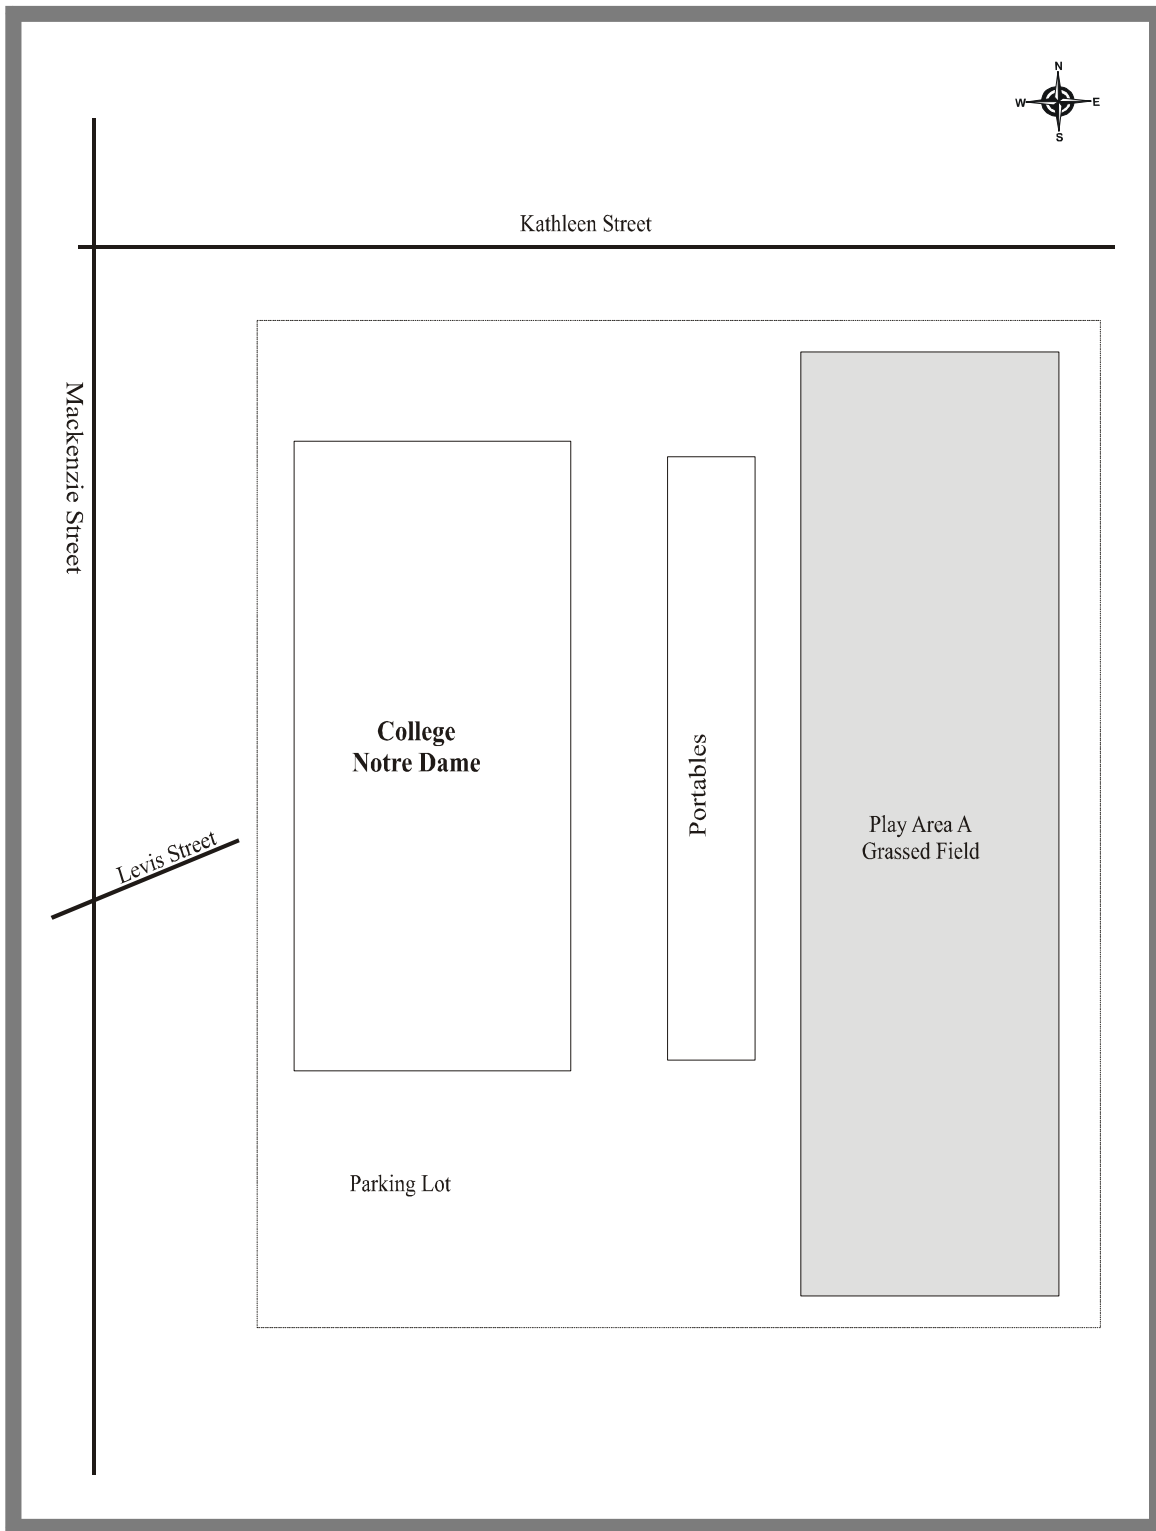 N
W E
S
Kathleen Street
Mackenzie Street
College
Notre Dame
Portables
Play Area A
Grassed Field
Levis Street
Parking Lot